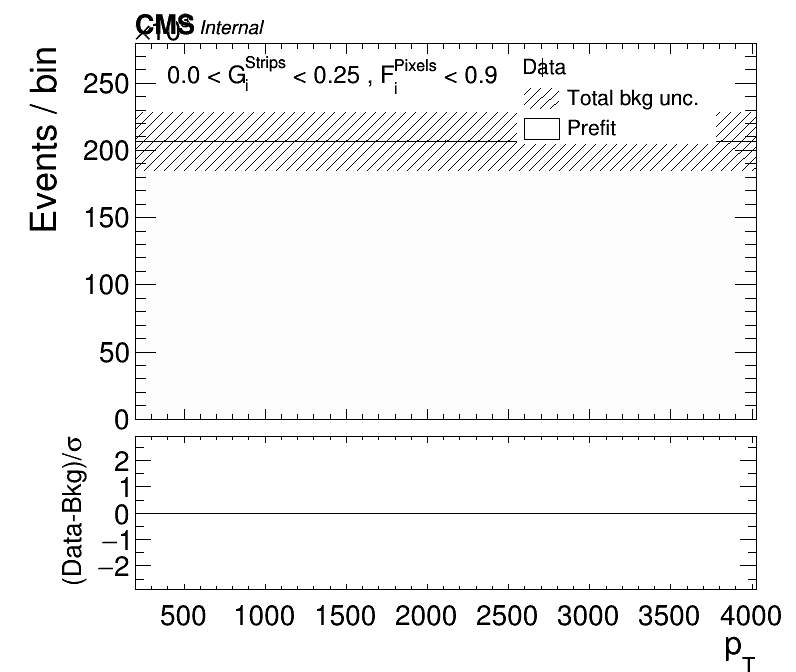 CMS Internal
×10³
0.0 < G_i^Strips < 0.25 , F_i^Pixels < 0.9
Data
Total bkg unc.
Prefit
Events / bin
250
200
150
100
50
0
(Data-Bkg)/σ
2
1
0
−1
−2
500 1000 1500 2000 2500 3000 3500 4000
p_T